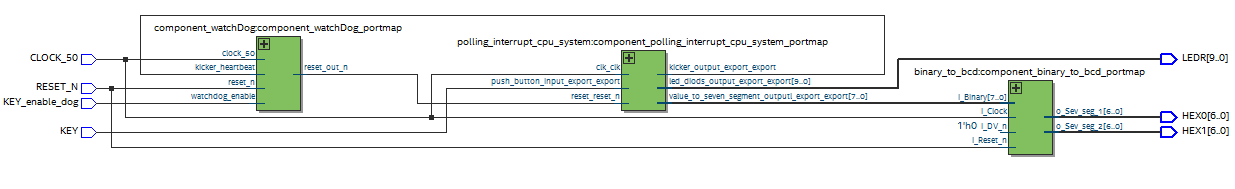 component_watchDog:component_watchDog_portmap
polling_interrupt_cpu_system:component_polling_interrupt_cpu_system_portmap
CLOCK_50
clock_50
LEDR[9..0]
kicker_heartbeat
reset_out_n
clk_clk
kicker_output_export_export
binary_to_bcd:component_binary_to_bcd_portmap
RESET_N
reset_n
push_button_input_export_export
led_diods_output_export_export[9..0]
KEY_enable_dog
watchdog_enable
reset_reset_n
value_to_seven_segment_output_export_export[7..0]
i_Binary[7..0]
i_Clock
o_Sev_seg_1[6..0]
HEX0[6..0]
KEY
1'h0
i_DV_n
o_Sev_seg_2[6..0]
HEX1[6..0]
i_Reset_n